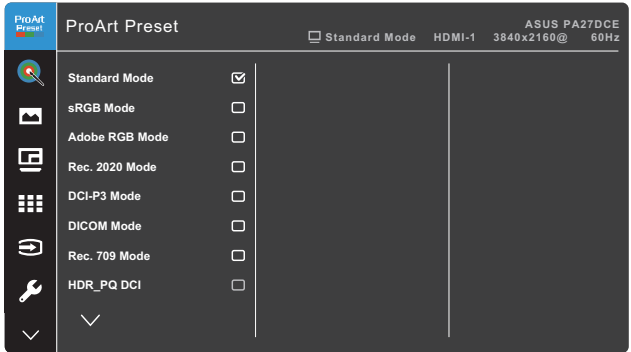 ProArt
Preset
ProArt Preset
ASUS PA27DCE
Standard Mode HDMI-1 3840x2160@ 60Hz
Standard Mode
sRGB Mode
Adobe RGB Mode
Rec. 2020 Mode
DCI-P3 Mode
DICOM Mode
Rec. 709 Mode
HDR_PQ DCI